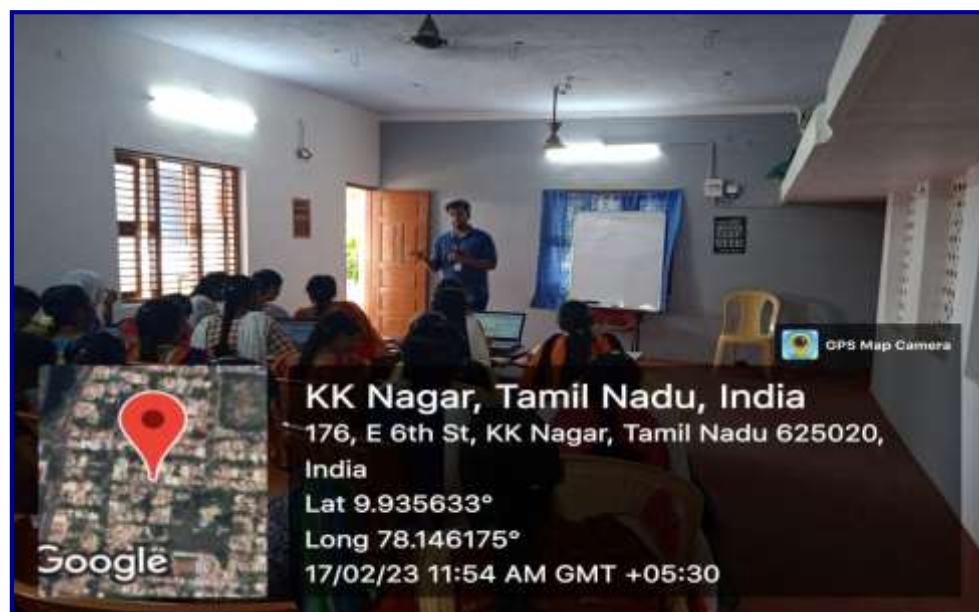 GPS Map Camera
KK Nagar, Tamil Nadu, India
176, E 6th St, KK Nagar, Tamil Nadu 625020,
India
Lat 9.935633°
Long 78.146175°
17/02/23 11:54 AM GMT +05:30
Google